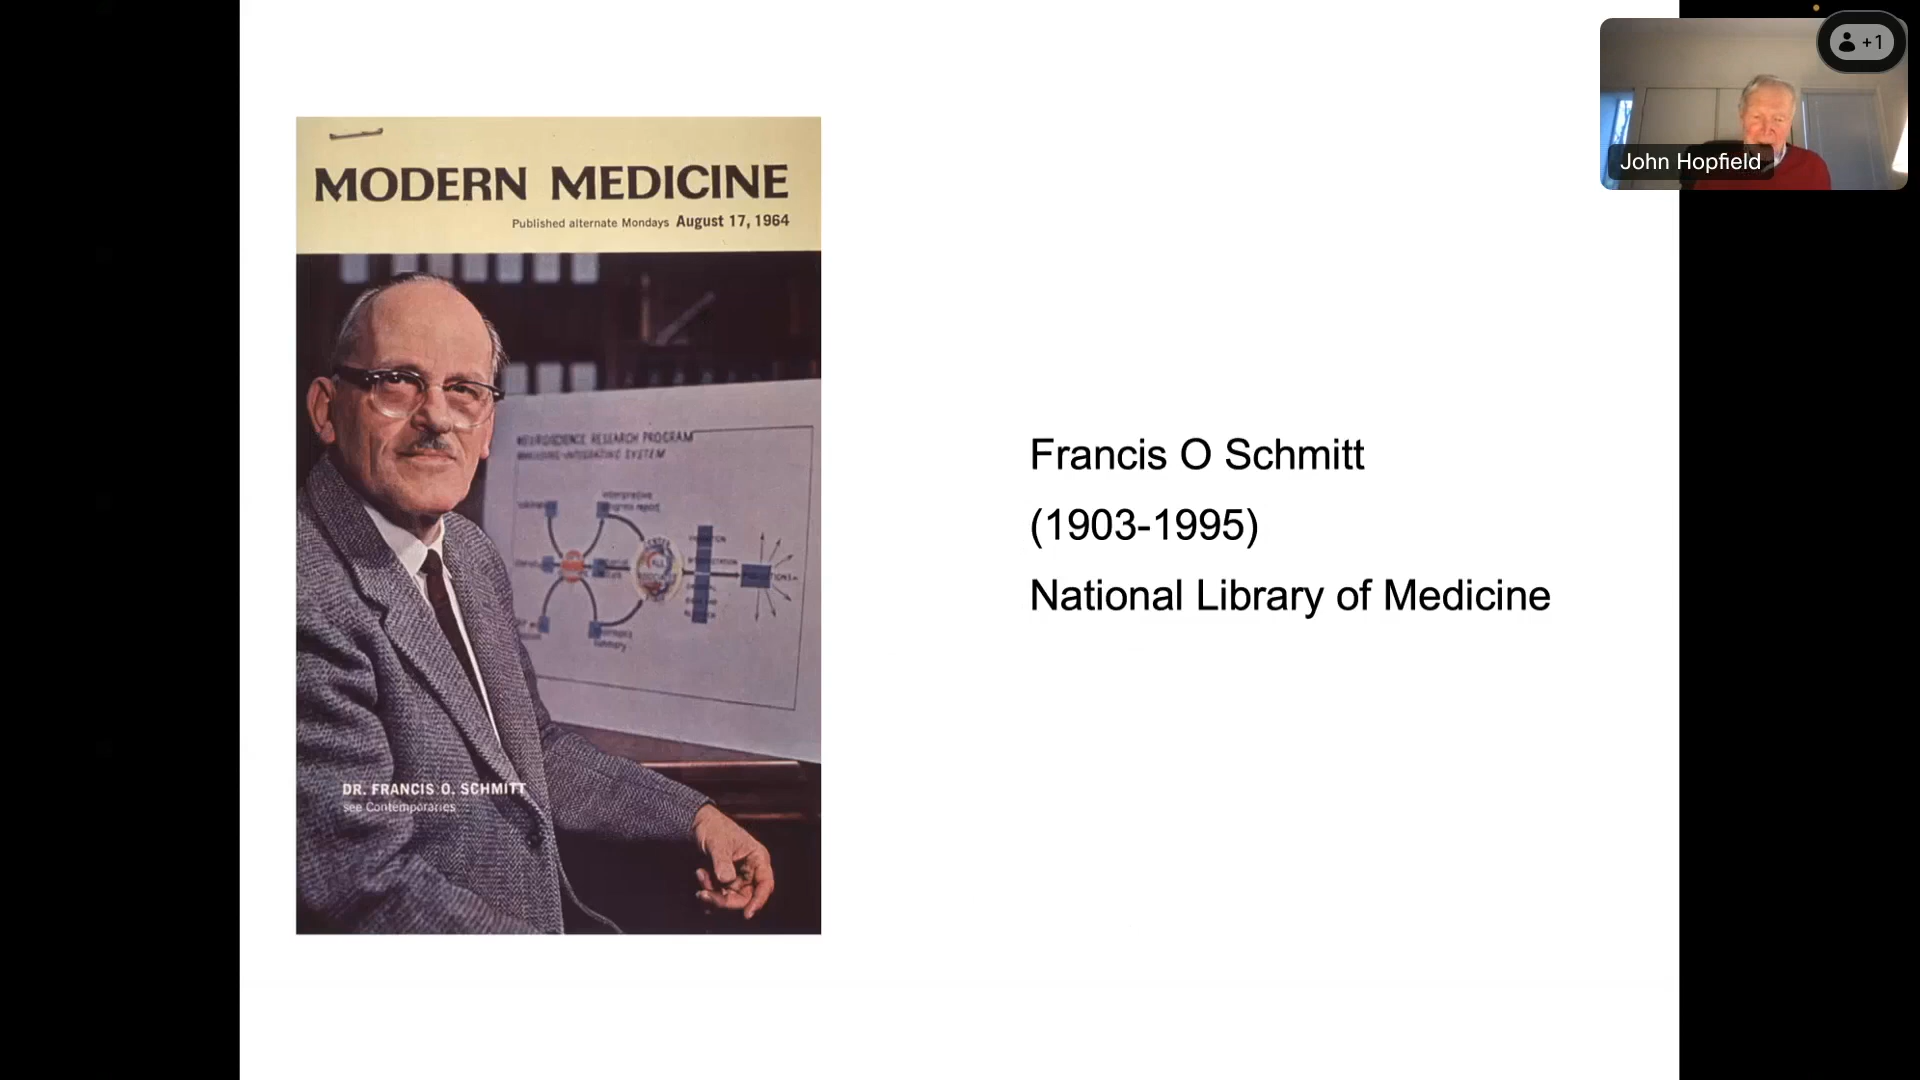 +1
John Hopfield
MODERN MEDICINE
Published alternate Mondays August 17, 1964
NEUROSCIENCE RESEARCH PROGRAM
SYSTEM
DR. FRANCIS O. SCHMITT
see Contemporaries
Francis O Schmitt
(1903-1995)
National Library of Medicine